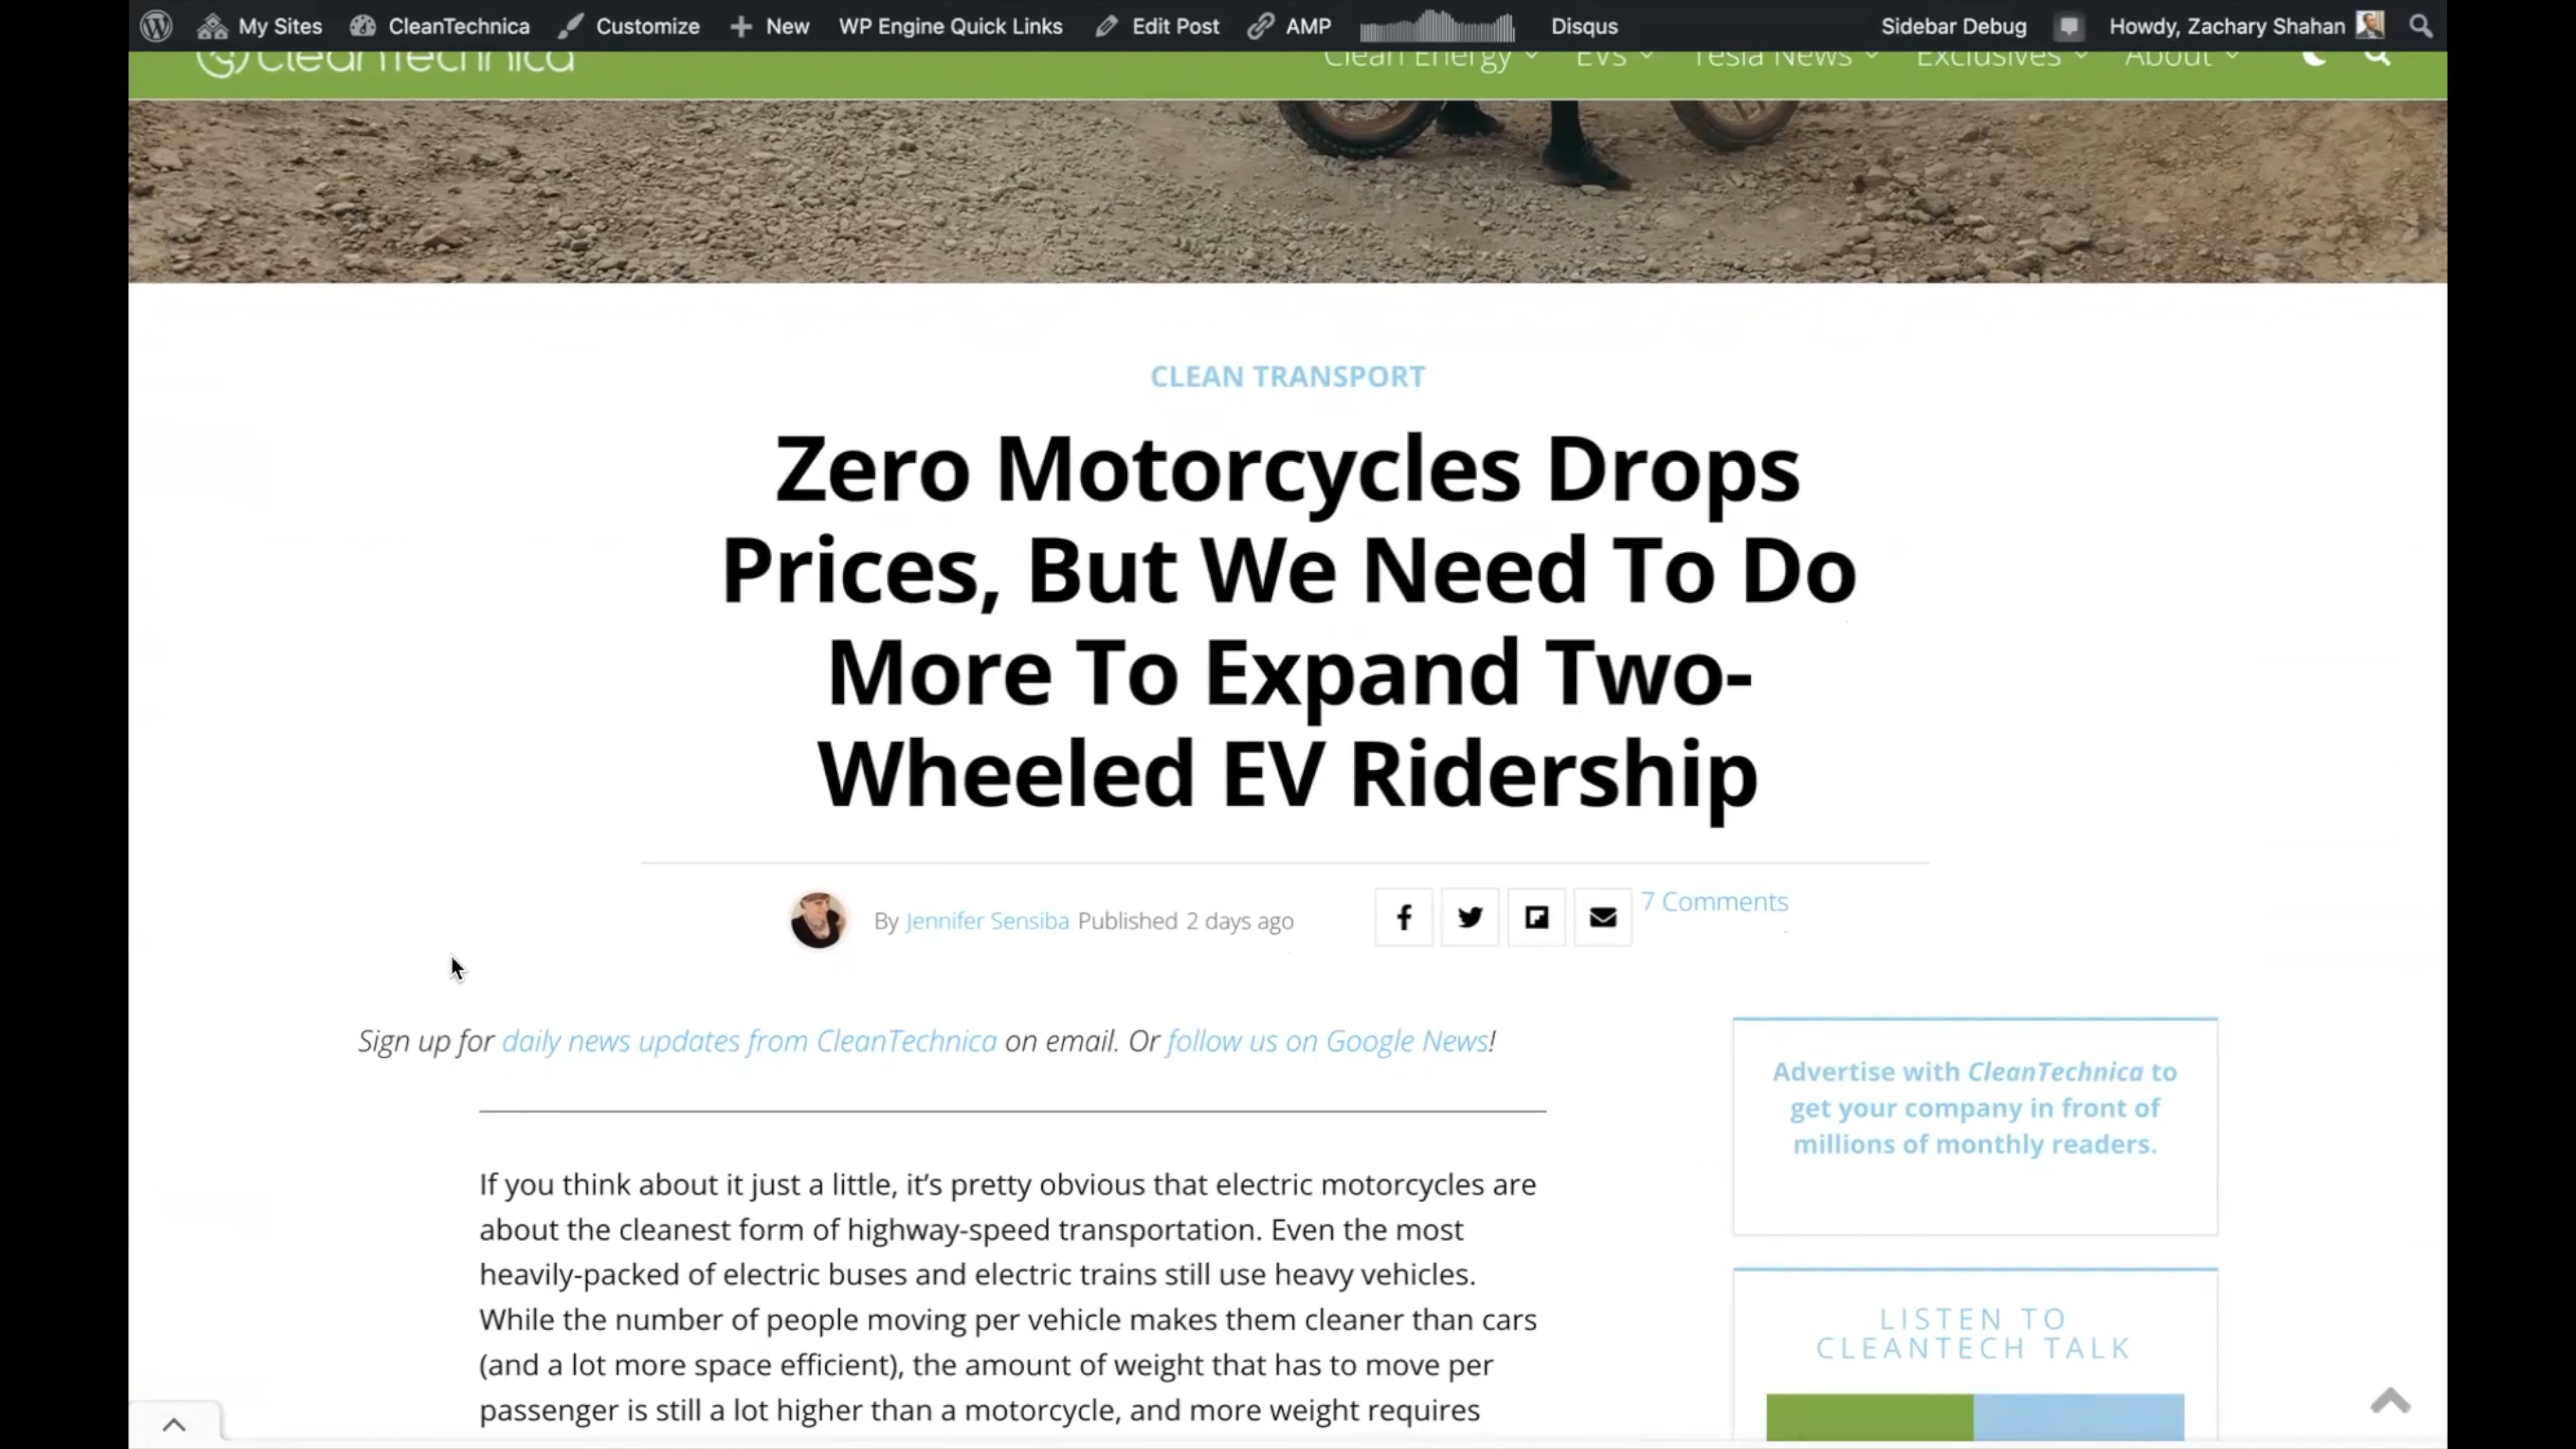 My Sites CleanTechnica Customize New WP Engine Quick Links Edit Post AMP Disqus Sidebar Debug Howdy, Zachary Shahan
CleanTechnica Clean Energy EVs Tesla News Exclusives About
CLEAN TRANSPORT
Zero Motorcycles Drops
Prices, But We Need To Do
More To Expand Two-
Wheeled EV Ridership
By Jennifer Sensiba Published 2 days ago 7 Comments
Sign up for daily news updates from CleanTechnica on email. Or follow us on Google News!
If you think about it just a little, it’s pretty obvious that electric motorcycles are
about the cleanest form of highway-speed transportation. Even the most
heavily-packed of electric buses and electric trains still use heavy vehicles.
While the number of people moving per vehicle makes them cleaner than cars
(and a lot more space efficient), the amount of weight that has to move per
passenger is still a lot higher than a motorcycle, and more weight requires
Advertise with CleanTechnica to
get your company in front of
millions of monthly readers.
LISTEN TO
CLEANTECH TALK